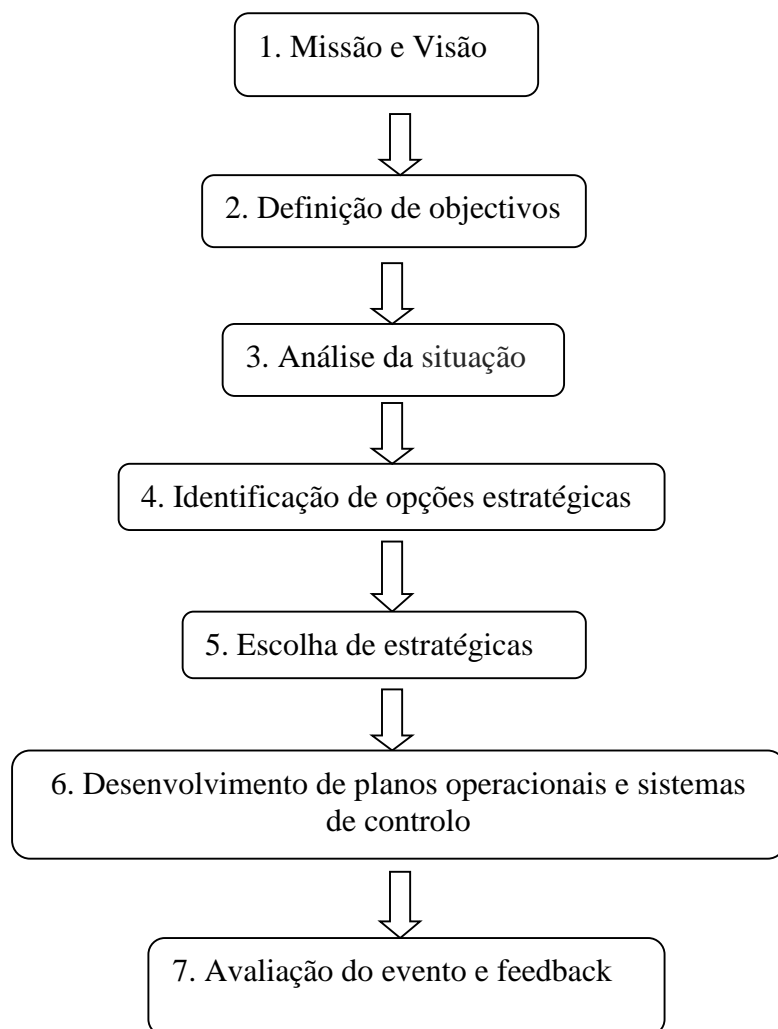 1. Missão e Visão
2. Definição de objectivos
3. Análise da situação
4. Identificação de opções estratégicas
5. Escolha de estratégicas
6. Desenvolvimento de planos operacionais e sistemas
de controlo
7. Avaliação do evento e feedback